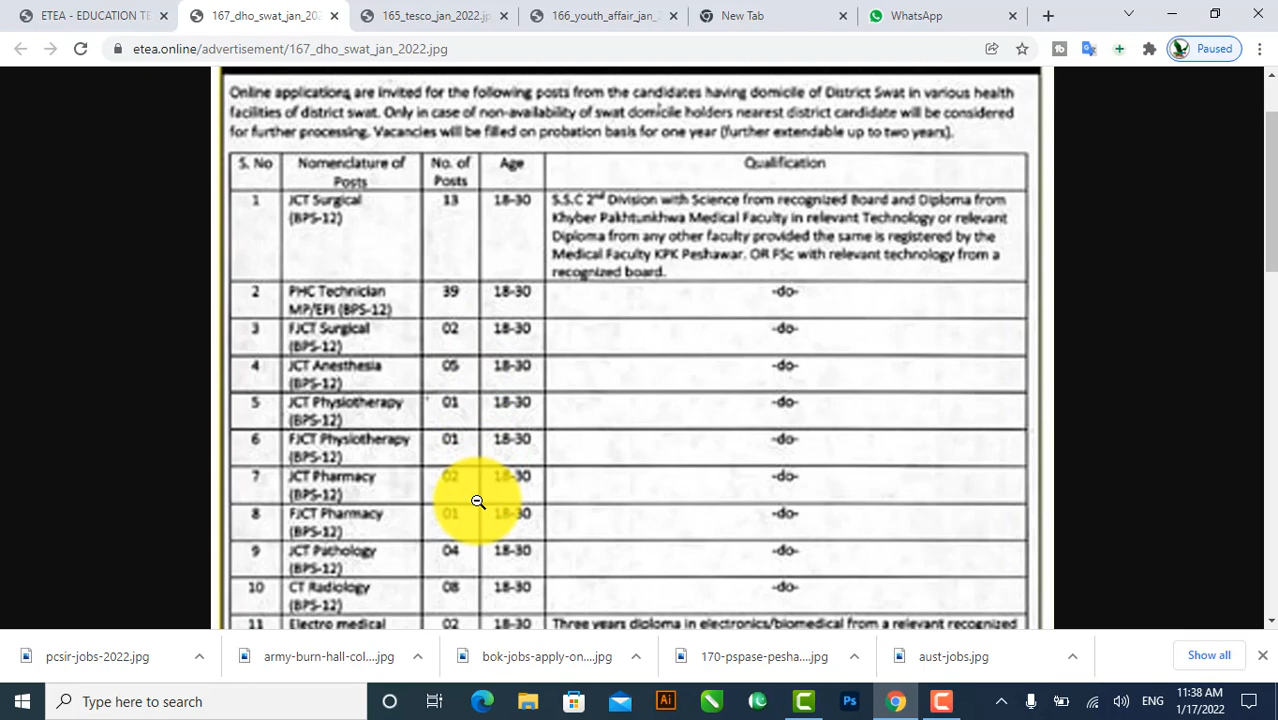 ETEA - EDUCATION TE
167_dho_swat_jan_2022.jpg
165_tesco_jan_2022.jpg
166_youth_affair_jan_
New Tab
WhatsApp
etea.online/advertisement/167_dho_swat_jan_2022.jpg
Paused
Online applications are invited for the following posts from the candidates having domicile of District Swat in various health
facilities of district swat. Only in case of non-availability of swat domicile holders nearest district candidate will be considered
for further processing. Vacancies will be filled on probation basis for one year (further extendable up to two years).
S. No Nomenclature of Posts No. of Posts Age Qualification
1 JCT Surgical 13 18-30 S.S.C 2nd Division with Science from recognized Board and Diploma from
(BPS-12) Khyber Pakhtunkhwa Medical Faculty in relevant Technology or relevant
Diploma from any other faculty provided the same is registered by the
Medical Faculty KPK Peshawar, OR FSc with relevant technology from a
recognized board.
2 PHC Technician 39 18-30 -do-
MP/EPI (BPS-12)
3 FJCT Surgical 02 18-30 -do-
(BPS-12)
4 JCT Anesthesia 05 18-30 -do-
(BPS-12)
5 JCT Physiotherapy 01 18-30 -do-
(BPS-12)
6 FJCT Physiotherapy 01 18-30 -do-
(BPS-12)
7 JCT Pharmacy 02 18-30 -do-
(BPS-12)
8 FJCT Pharmacy 01 18-30 -do-
(BPS-12)
9 JCT Pathology 04 18-30 -do-
(BPS-12)
10 CT Radiology 08 18-30 -do-
(BPS-12)
11 Electro medical 02 18-30 Three years diploma in electronics/biomedical from a relevant recognized
pcsir-jobs-2022.jpg
army-burn-hall-col....jpg
bok-jobs-apply-on....jpg
170-pspase-pesha....jpg
aust-jobs.jpg
Show all
Type here to search
Ai
Ps
ENG
11:38 AM
1/17/2022